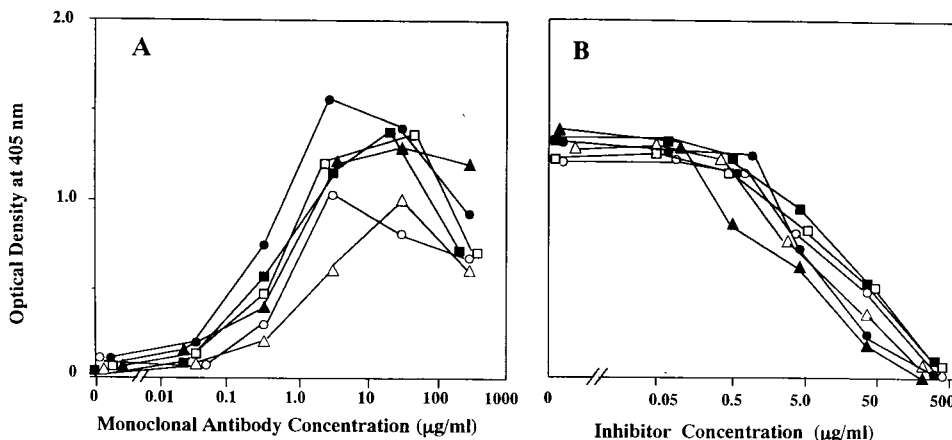 A
B
2.0
1.0
0
Optical Density at 405 nm
0 0.01 0.1 1.0 10 100 1000
0 0.05 0.5 5.0 50 500
Monoclonal Antibody Concentration (µg/ml)
Inhibitor Concentration (µg/ml)